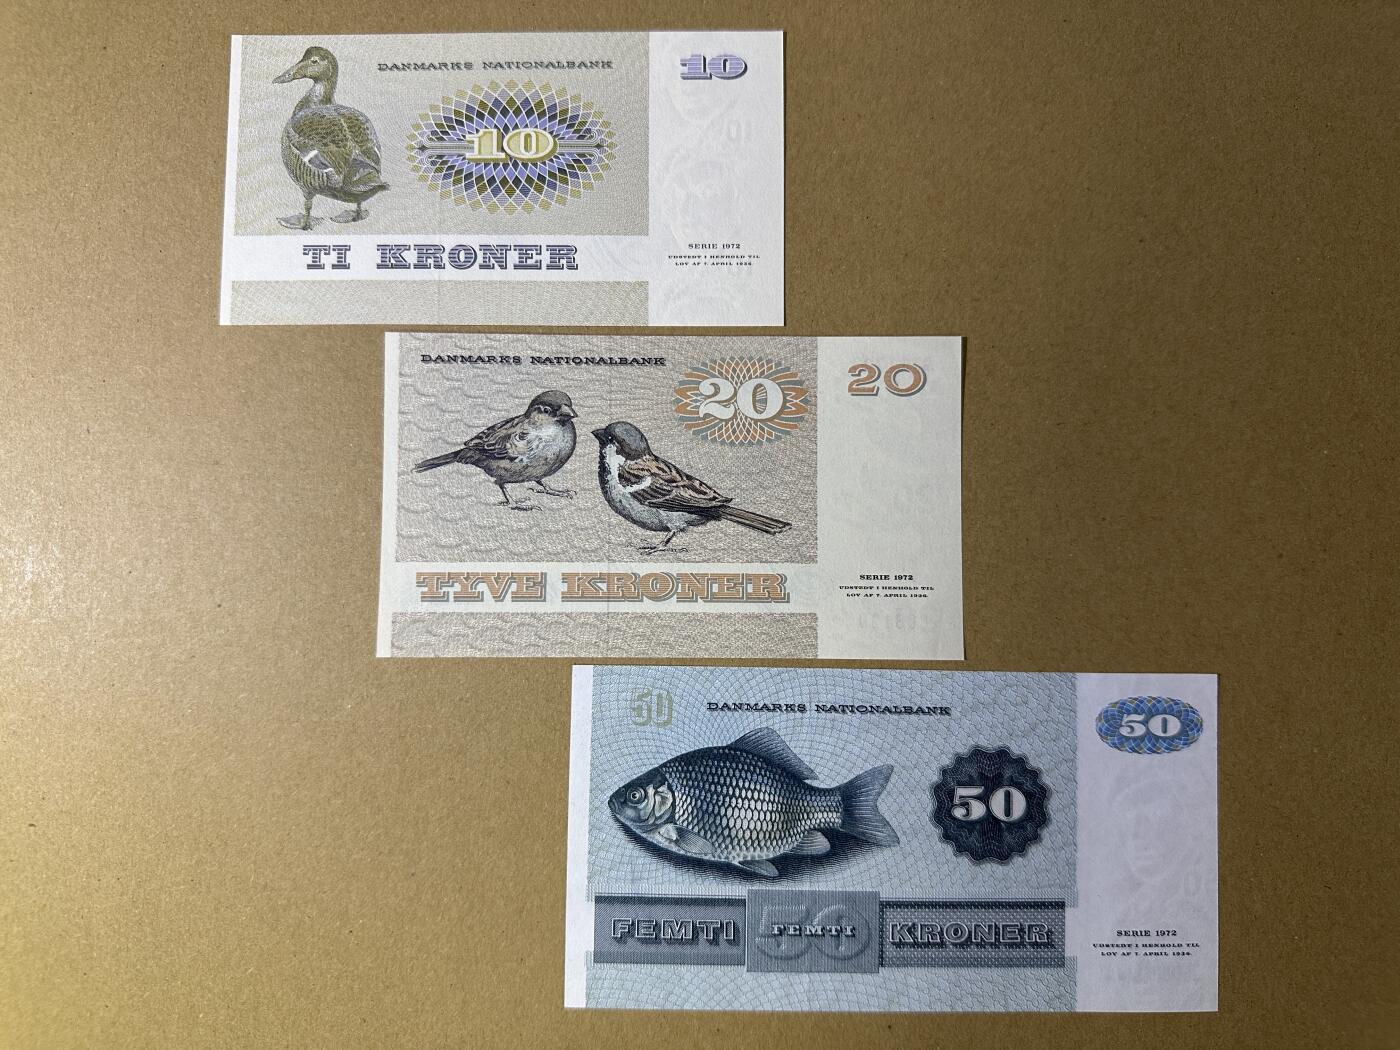 DANMARKS NATIONALBANK
10
10
TI KRONER
SERIE 1972
UDSTEDT I HENHOLD TIL
LOV AF 7. APRIL 1936.
DANMARKS NATIONALBANK
20
20
TYVE KRONER
SERIE 1972
UDSTEDT I HENHOLD TIL
LOV AF 7. APRIL 1936.
50
DANMARKS NATIONALBANK
50
50
FEMTI 50 FEMTI KRONER
SERIE 1972
UDSTEDT I HENHOLD TIL
LOV AF 7. APRIL 1936.